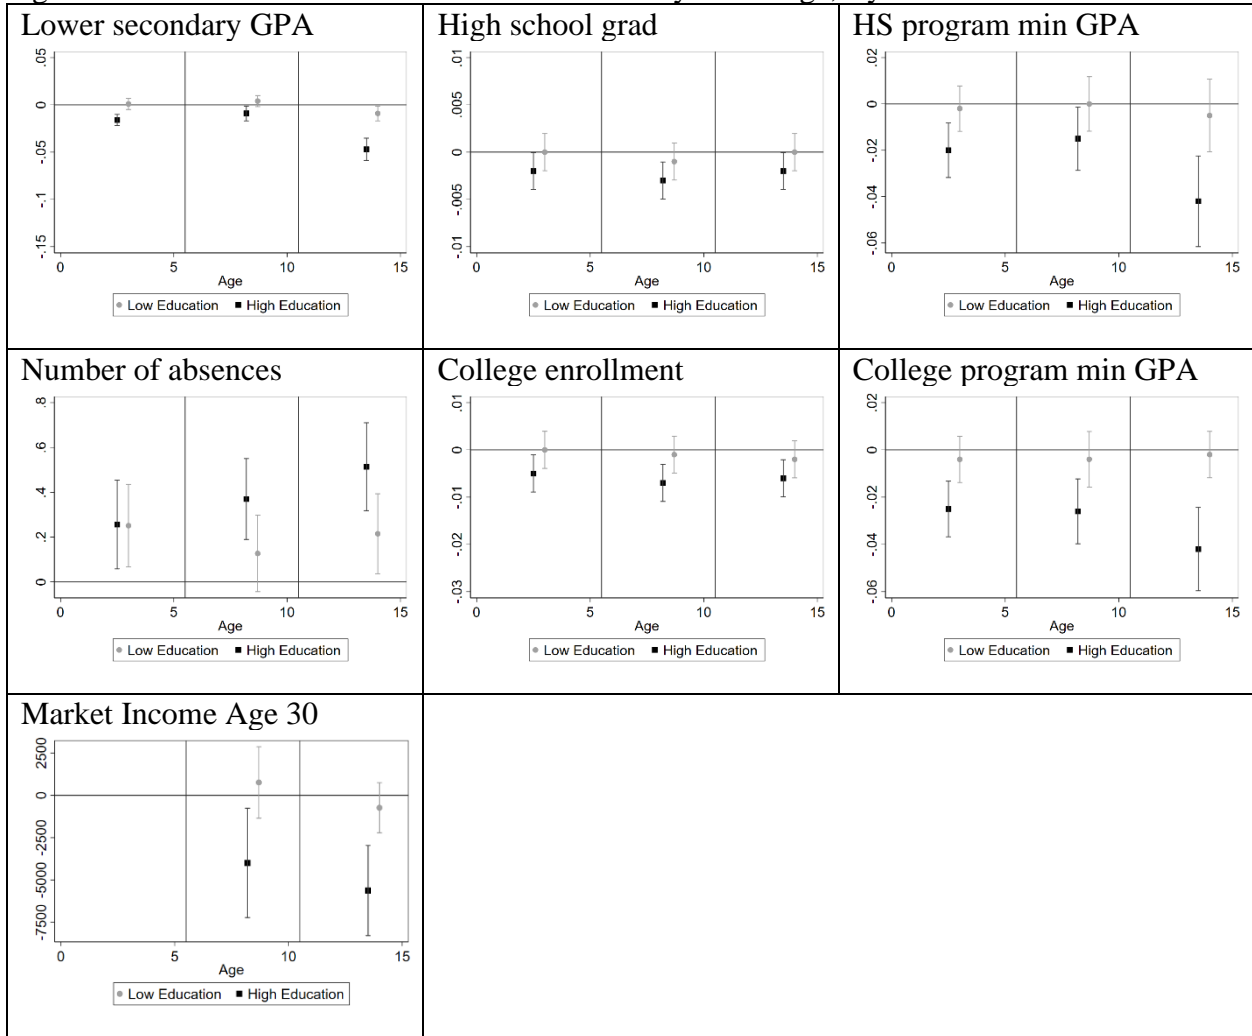 Lower secondary GPA
.05
0
-.05
-.1
-.15
0 5 10 15
Age
Low Education High Education
High school grad
.01
.005
0
-.005
-.01
0 5 10 15
Age
Low Education High Education
HS program min GPA
.02
0
-.02
-.04
-.06
0 5 10 15
Age
Low Education High Education
Number of absences
.8
.6
.4
.2
0
0 5 10 15
Age
Low Education High Education
College enrollment
.01
0
-.01
-.02
-.03
0 5 10 15
Age
Low Education High Education
College program min GPA
.02
0
-.02
-.04
-.06
0 5 10 15
Age
Low Education High Education
Market Income Age 30
2500
0
-2500
-5000
-7500
0 5 10 15
Age
Low Education High Education